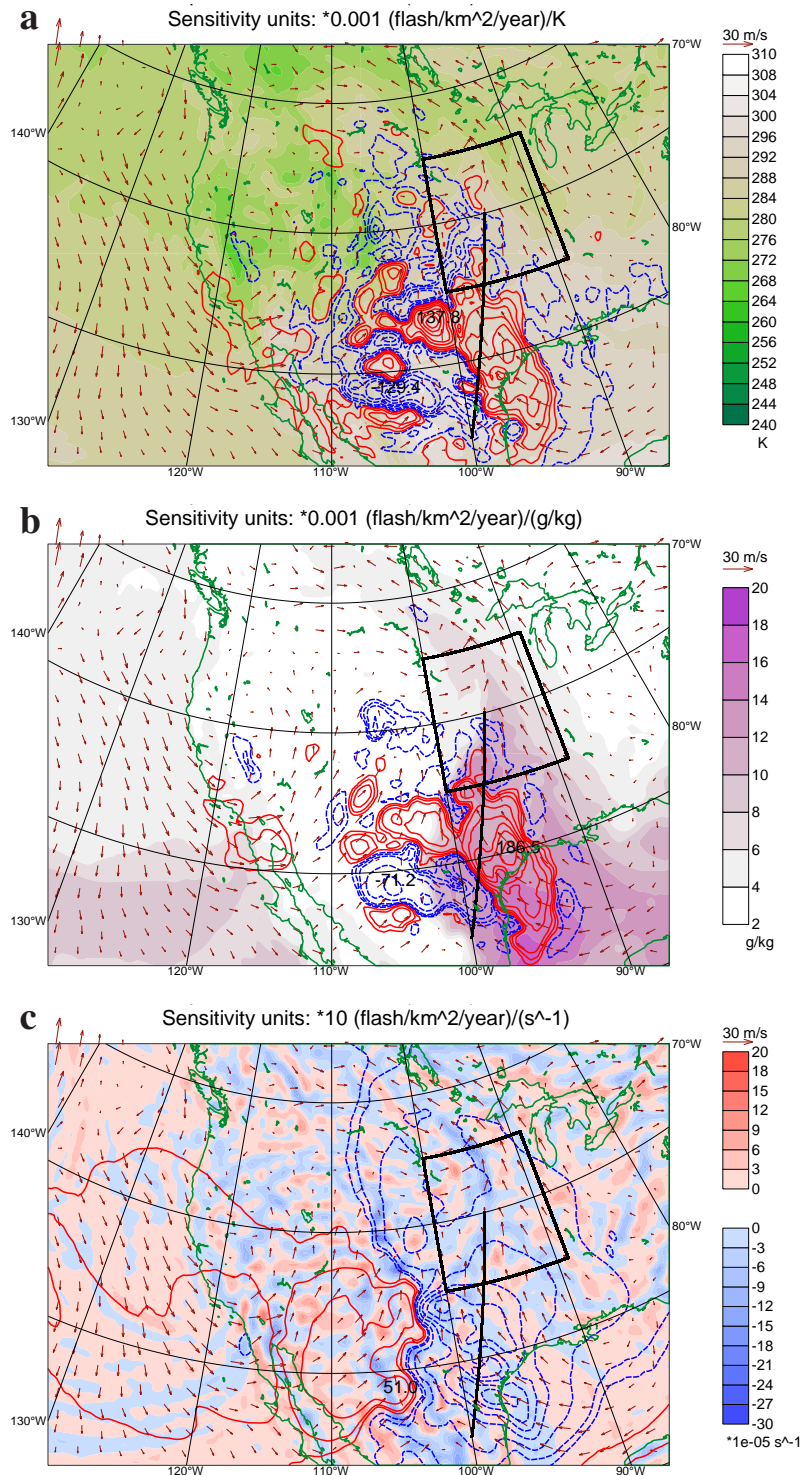 a
Sensitivity units: *0.001 (flash/km^2/year)/K
30 m/s
70°W
140°W
80°W
130°W
120°W
110°W
100°W
90°W
137.8
-129.4
310
308
304
300
296
292
288
284
280
276
272
268
264
260
256
252
248
244
240
K
b
Sensitivity units: *0.001 (flash/km^2/year)/(g/kg)
30 m/s
70°W
140°W
80°W
130°W
120°W
110°W
100°W
90°W
186.5
-71.2
20
18
16
14
12
10
8
6
4
2
g/kg
c
Sensitivity units: *10 (flash/km^2/year)/(s^-1)
30 m/s
70°W
140°W
80°W
130°W
120°W
110°W
100°W
90°W
51.0
20
18
15
12
9
6
3
0
0
-3
-6
-9
-12
-15
-18
-21
-24
-27
-30
*1e-05 s^-1